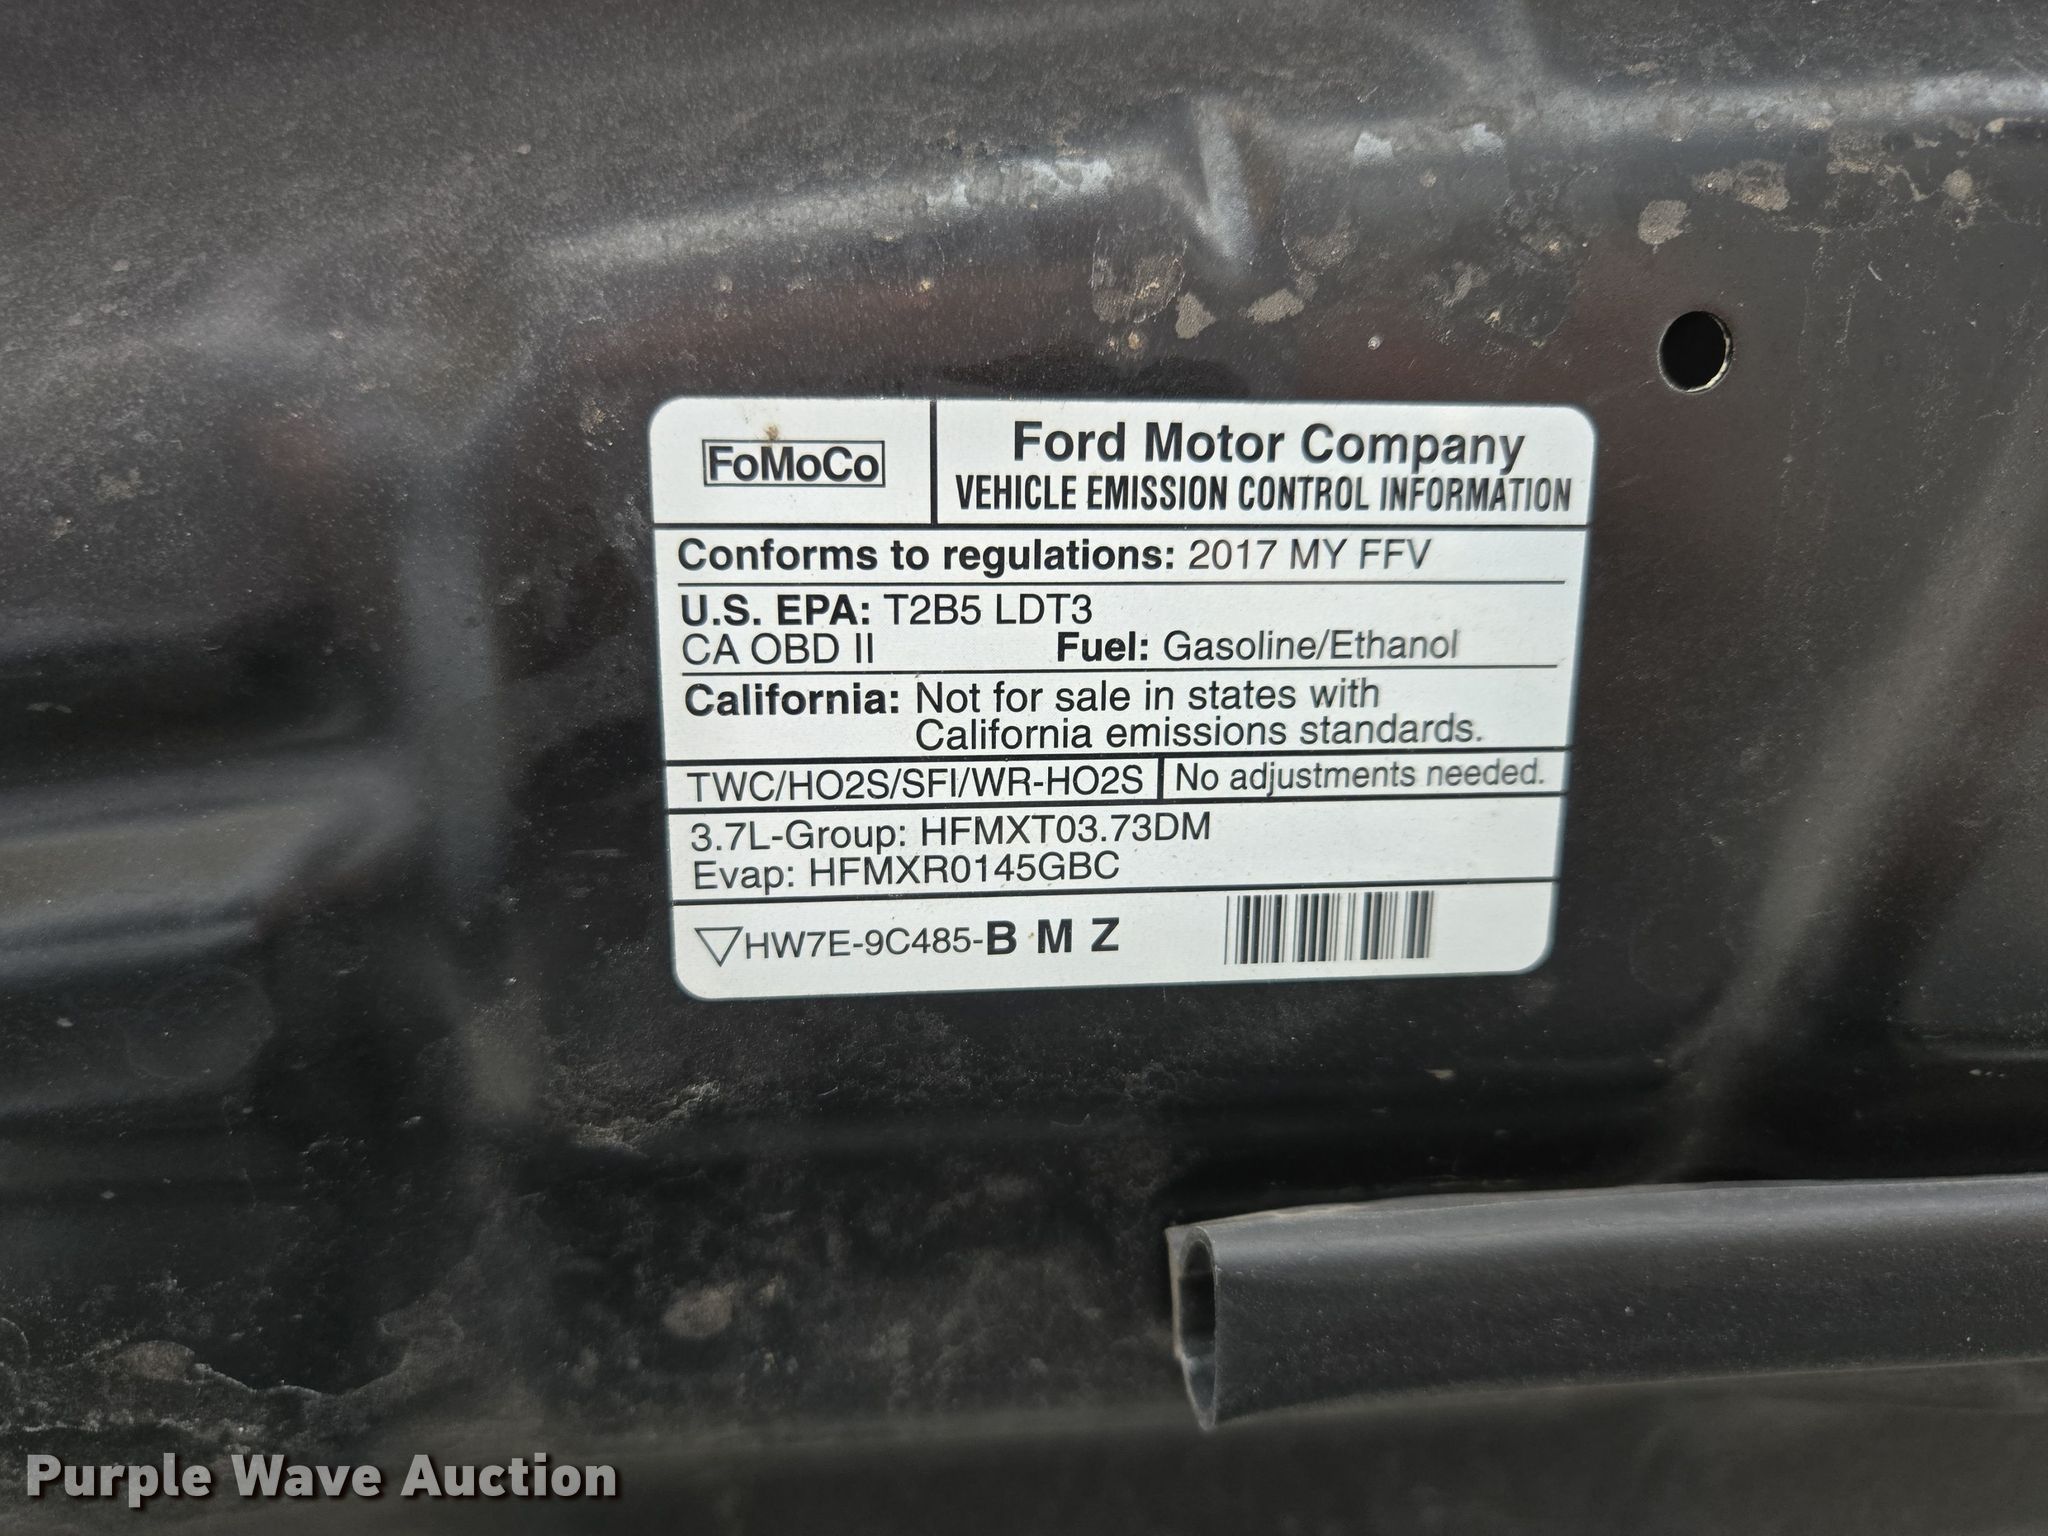 FoMoCo
Ford Motor Company
VEHICLE EMISSION CONTROL INFORMATION
Conforms to regulations: 2017 MY FFV
U.S. EPA: T2B5 LDT3
CA OBD II Fuel: Gasoline/Ethanol
California: Not for sale in states with
California emissions standards.
TWC/HO2S/SFI/WR-HO2S No adjustments needed.
3.7L-Group: HFMXT03.73DM
Evap: HFMXR0145GBC
HW7E-9C485-B M Z
Purple Wave Auction